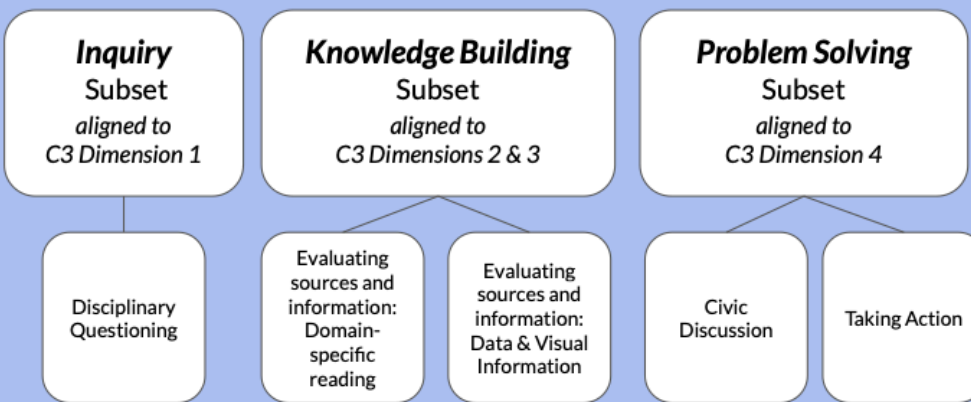 Inquiry
Subset
aligned to
C3 Dimension 1
Knowledge Building
Subset
aligned to
C3 Dimensions 2 & 3
Problem Solving
Subset
aligned to
C3 Dimension 4
Disciplinary
Questioning
Evaluating
sources and
information:
Domain-
specific
reading
Evaluating
sources and
information:
Data & Visual
Information
Civic
Discussion
Taking Action